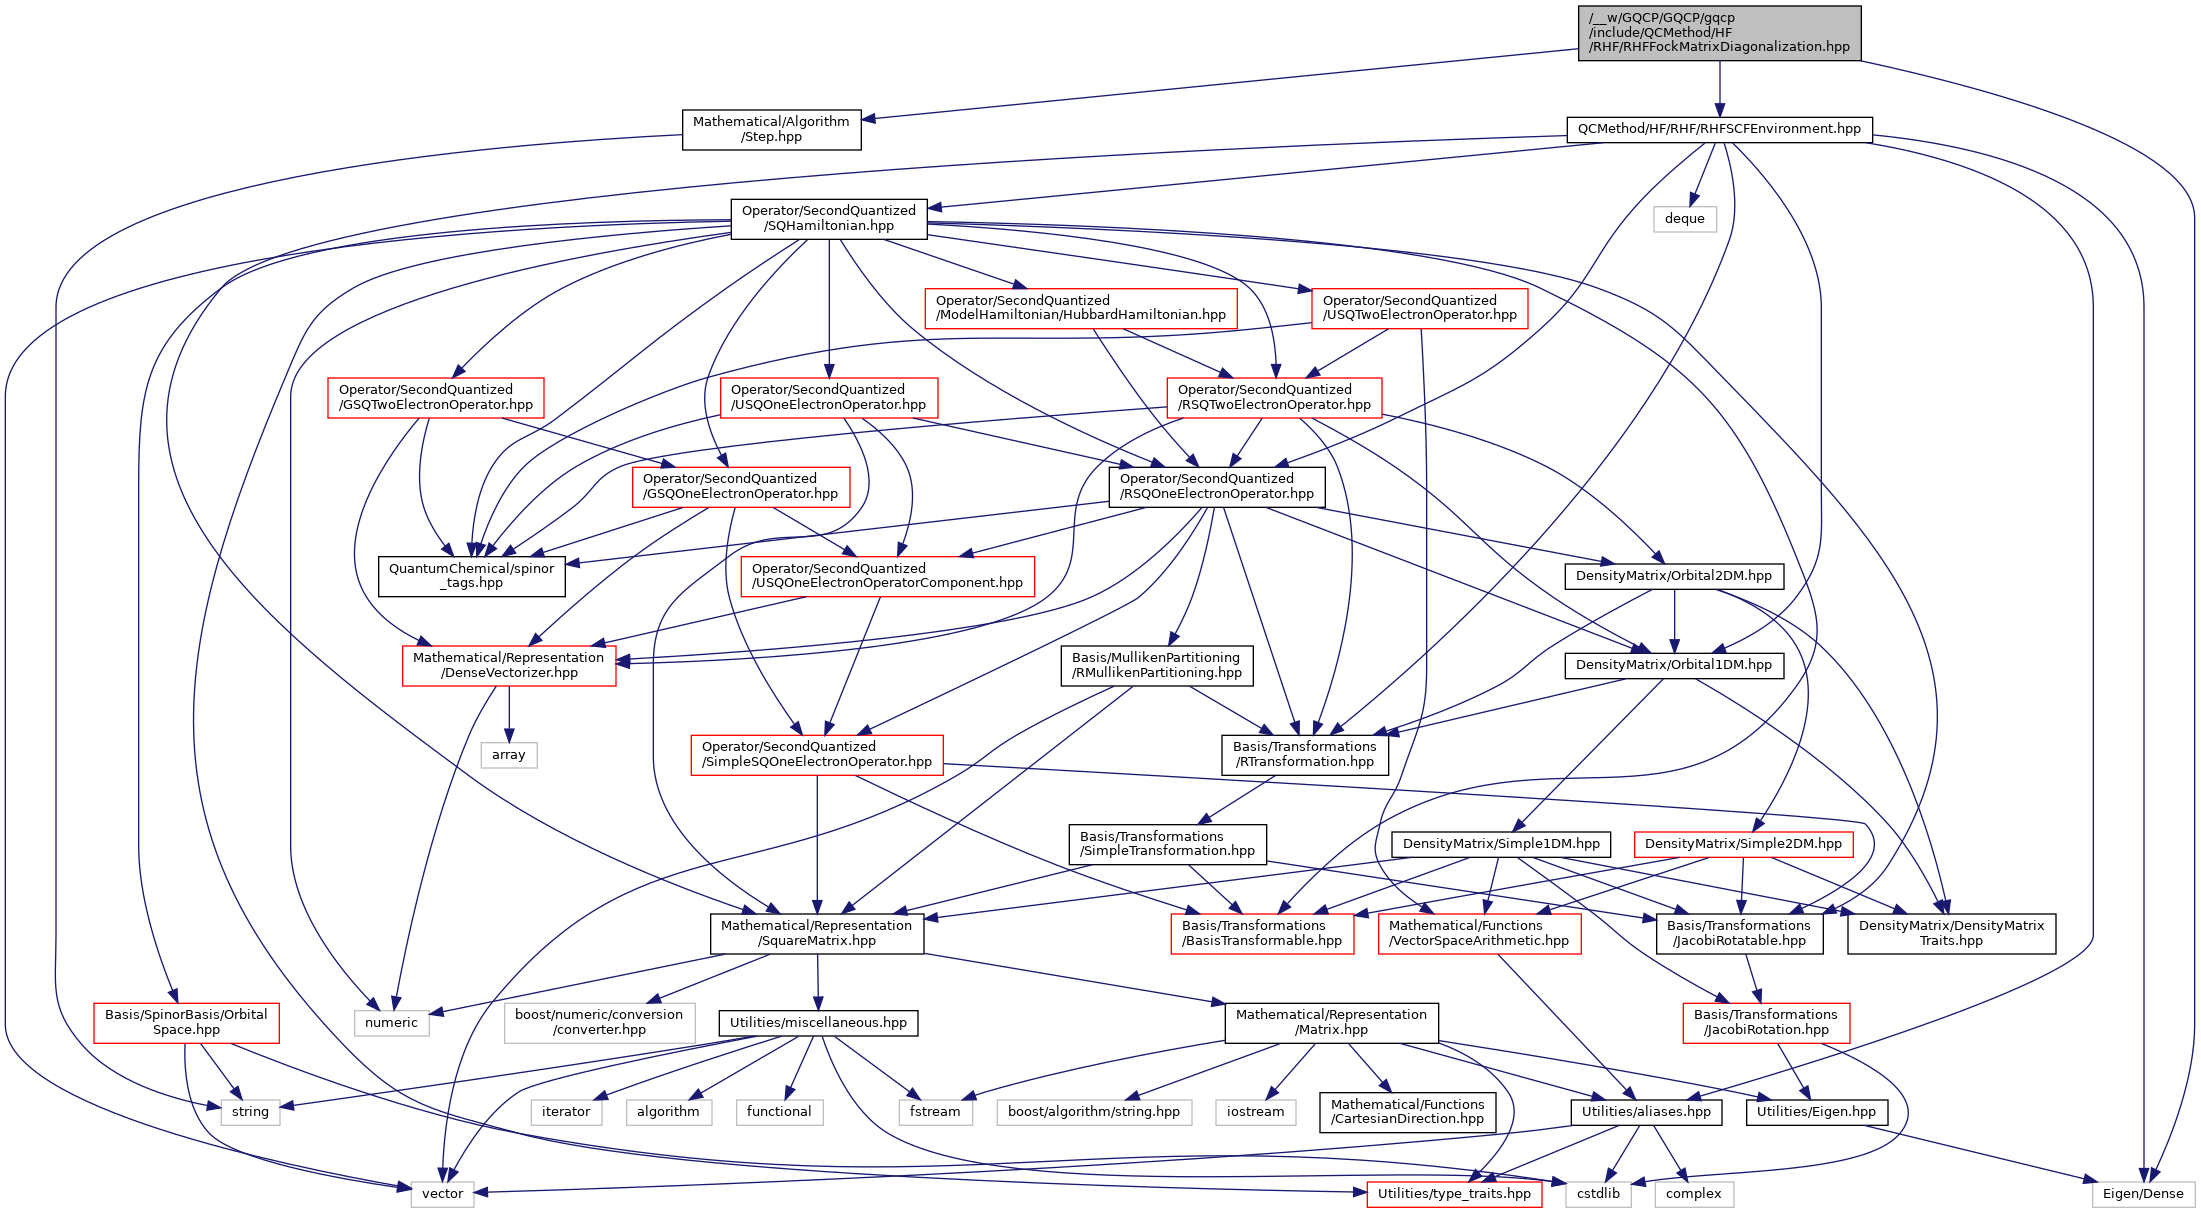 /__w/GQCP/GQCP/gqcp
/include/QCMethod/HF
/RHF/RHFFockMatrixDiagonalization.hpp
Mathematical/Algorithm
/Step.hpp
QCMethod/HF/RHF/RHFSCFEnvironment.hpp
Operator/SecondQuantized
/SQHamiltonian.hpp
deque
Operator/SecondQuantized
/ModelHamiltonian/HubbardHamiltonian.hpp
Operator/SecondQuantized
/USQTwoElectronOperator.hpp
Operator/SecondQuantized
/GSQTwoElectronOperator.hpp
Operator/SecondQuantized
/USQOneElectronOperator.hpp
Operator/SecondQuantized
/RSQTwoElectronOperator.hpp
Operator/SecondQuantized
/GSQOneElectronOperator.hpp
Operator/SecondQuantized
/RSQOneElectronOperator.hpp
QuantumChemical/spinor
_tags.hpp
Operator/SecondQuantized
/USQOneElectronOperatorComponent.hpp
DensityMatrix/Orbital2DM.hpp
Mathematical/Representation
/DenseVectorizer.hpp
Basis/MullikenPartitioning
/RMullikenPartitioning.hpp
DensityMatrix/Orbital1DM.hpp
array
Operator/SecondQuantized
/SimpleSQOneElectronOperator.hpp
Basis/Transformations
/RTransformation.hpp
Basis/Transformations
/SimpleTransformation.hpp
DensityMatrix/Simple1DM.hpp
DensityMatrix/Simple2DM.hpp
Mathematical/Representation
/SquareMatrix.hpp
Basis/Transformations
/BasisTransformable.hpp
Mathematical/Functions
/VectorSpaceArithmetic.hpp
Basis/Transformations
/JacobiRotatable.hpp
DensityMatrix/DensityMatrix
Traits.hpp
Basis/SpinorBasis/Orbital
Space.hpp
numeric
boost/numeric/conversion
/converter.hpp
Utilities/miscellaneous.hpp
Mathematical/Representation
/Matrix.hpp
Basis/Transformations
/JacobiRotation.hpp
string
iterator
algorithm
functional
fstream
boost/algorithm/string.hpp
iostream
Mathematical/Functions
/CartesianDirection.hpp
Utilities/aliases.hpp
Utilities/Eigen.hpp
vector
Utilities/type_traits.hpp
cstdlib
complex
Eigen/Dense